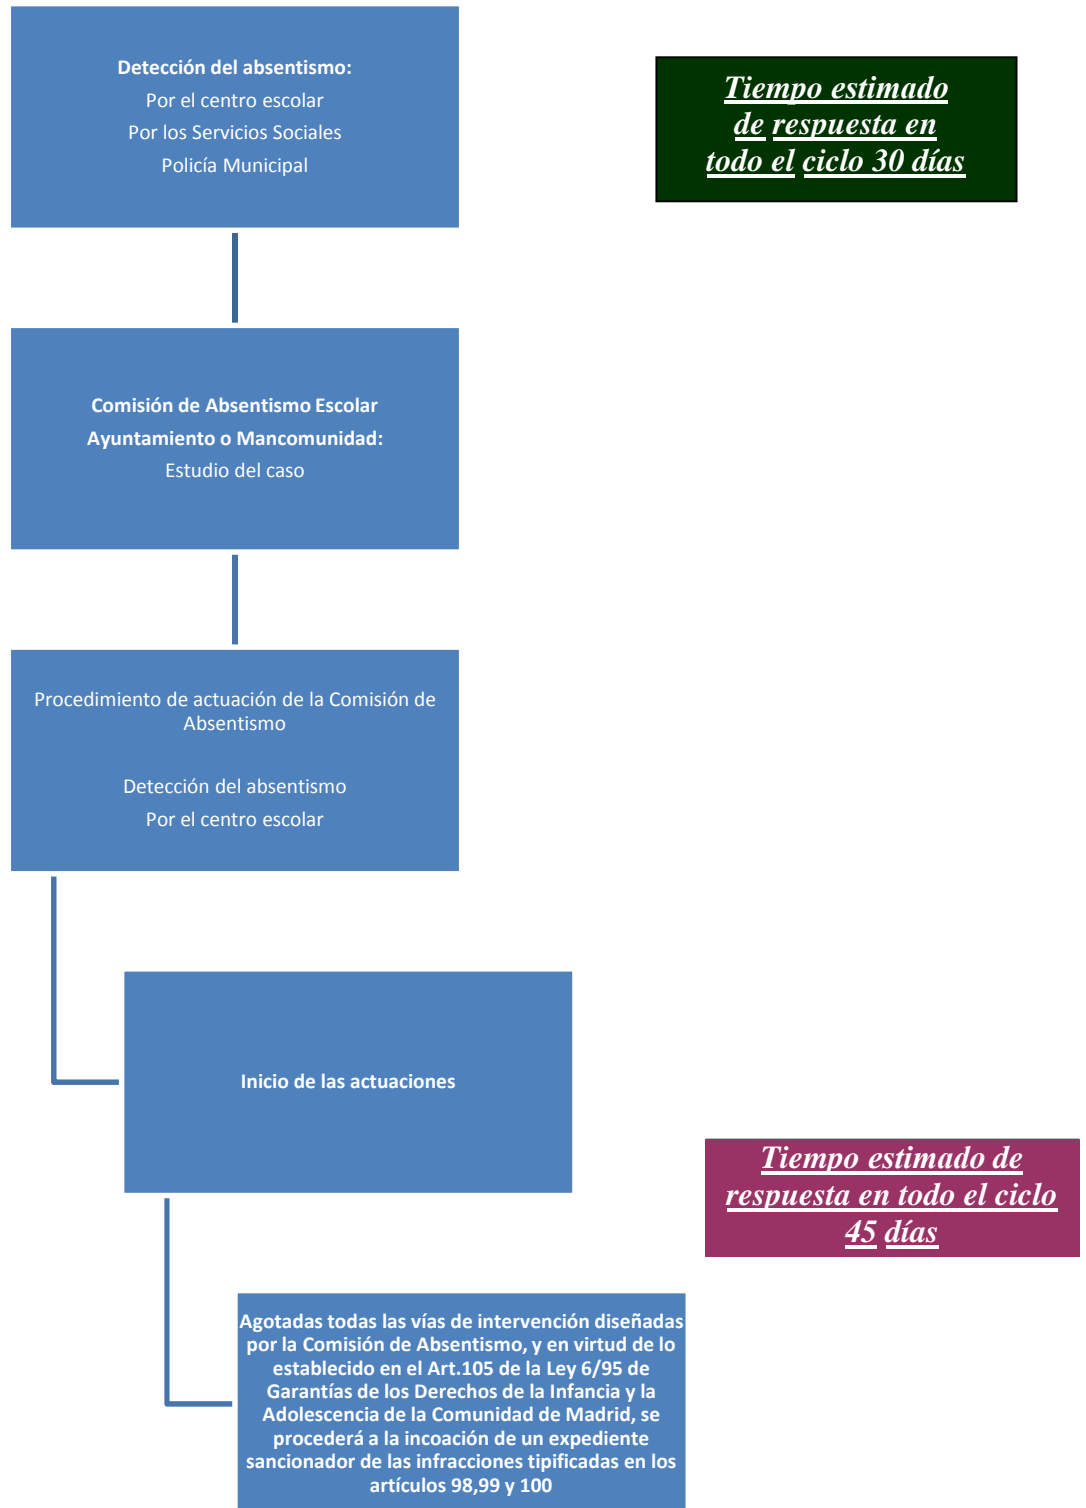 Detección del absentismo:
Por el centro escolar
Por los Servicios Sociales
Policía Municipal
Tiempo estimado
de respuesta en
todo el ciclo 30 días
Comisión de Absentismo Escolar
Ayuntamiento o Mancomunidad:
Estudio del caso
Procedimiento de actuación de la Comisión de
Absentismo
Detección del absentismo
Por el centro escolar
Inicio de las actuaciones
Tiempo estimado de
respuesta en todo el ciclo
45 días
Agotadas todas las vías de intervención diseñadas
por la Comisión de Absentismo, y en virtud de lo
establecido en el Art.105 de la Ley 6/95 de
Garantías de los Derechos de la Infancia y la
Adolescencia de la Comunidad de Madrid, se
procederá a la incoación de un expediente
sancionador de las infracciones tipificadas en los
artículos 98,99 y 100